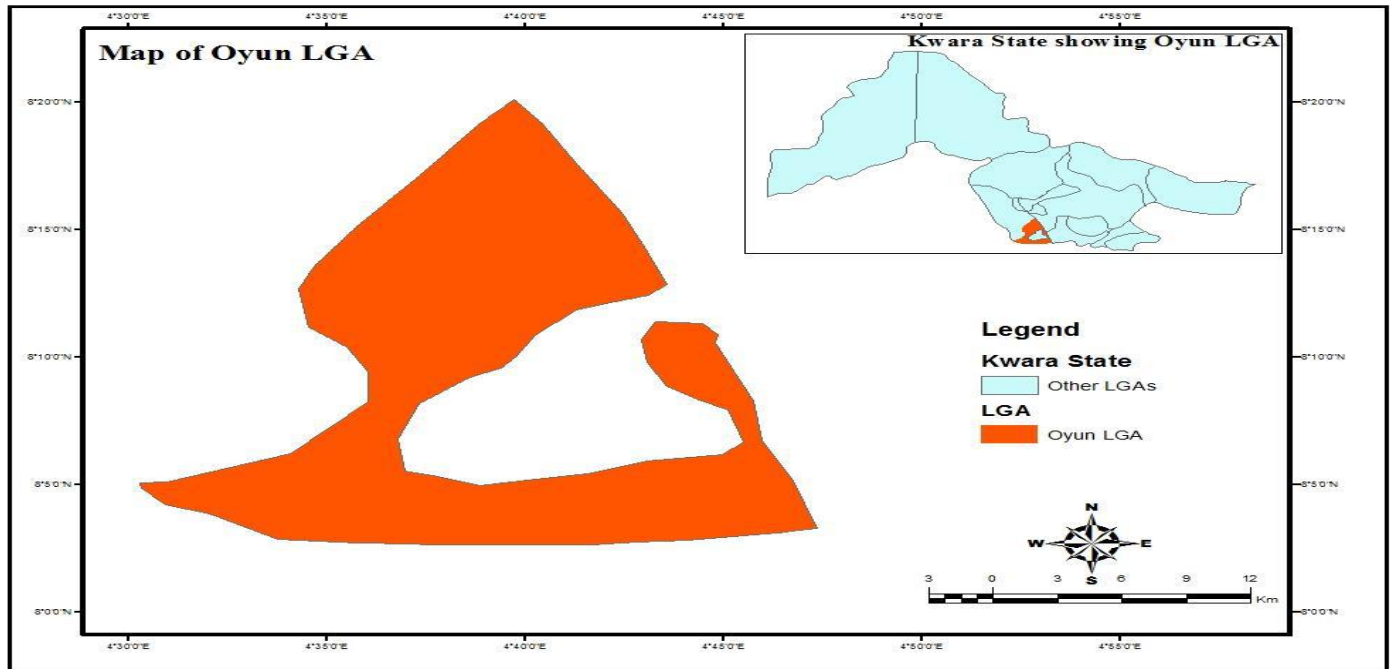 4°30'0"E 4°35'0"E 4°40'0"E 4°45'0"E 4°50'0"E 4°55'0"E
Map of Oyun LGA
Kwara State showing Oyun LGA
8°20'0"N 8°20'0"N
8°15'0"N 8°15'0"N
Legend
Kwara State
Other LGAs
8°10'0"N 8°10'0"N
LGA
Oyun LGA
8°5'0"N 8°5'0"N
N
W E
S
3 0 3 6 9 12
Km
8°0'0"N 8°0'0"N
4°30'0"E 4°35'0"E 4°40'0"E 4°45'0"E 4°50'0"E 4°55'0"E